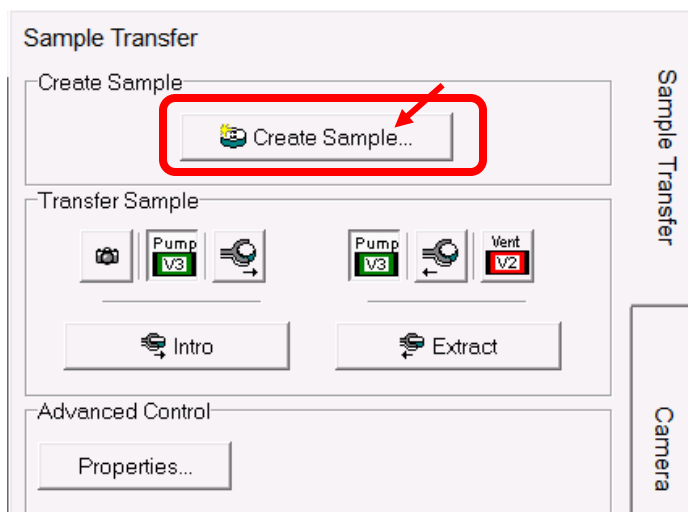 Sample Transfer
Create Sample
Create Sample...
Transfer Sample
Pump
V3
Pump
V3
Vent
V2
Intro
Extract
Advanced Control
Properties...
Sample Transfer
Camera